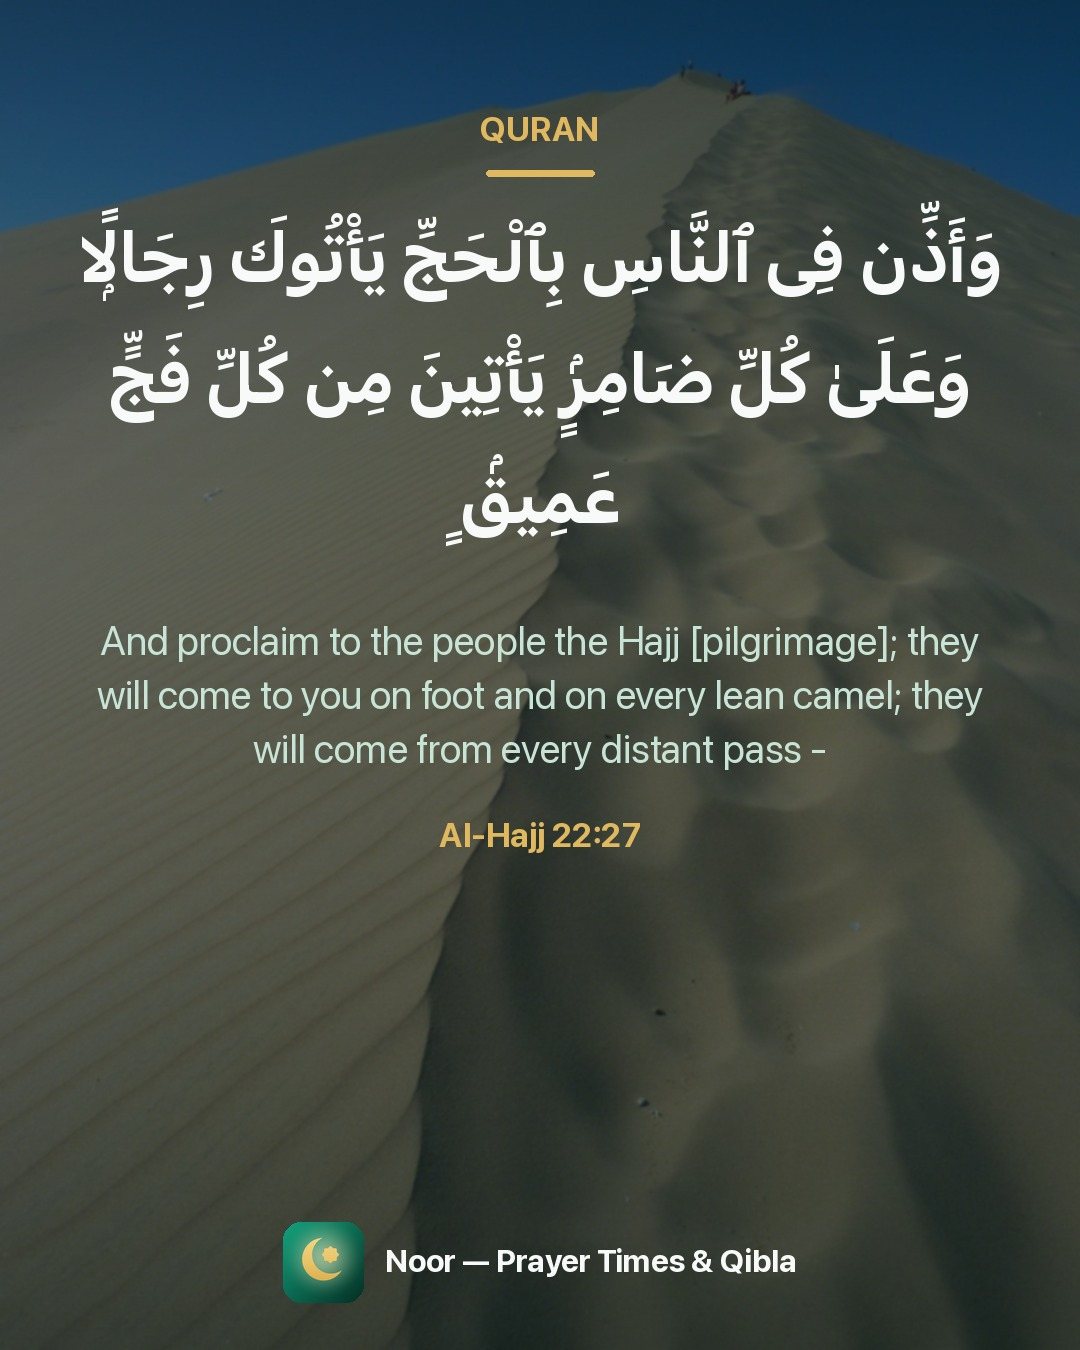 QURAN
وَأَذِّن فِى ٱلنَّاسِ بِٱلْحَجِّ يَأْتُوكَ رِجَالًۭا
وَعَلَىٰ كُلِّ ضَامِرٍۢ يَأْتِينَ مِن كُلِّ فَجٍّ
عَمِيقٍۢ
And proclaim to the people the Hajj [pilgrimage]; they
will come to you on foot and on every lean camel; they
will come from every distant pass -
Al-Hajj 22:27
Noor — Prayer Times & Qibla